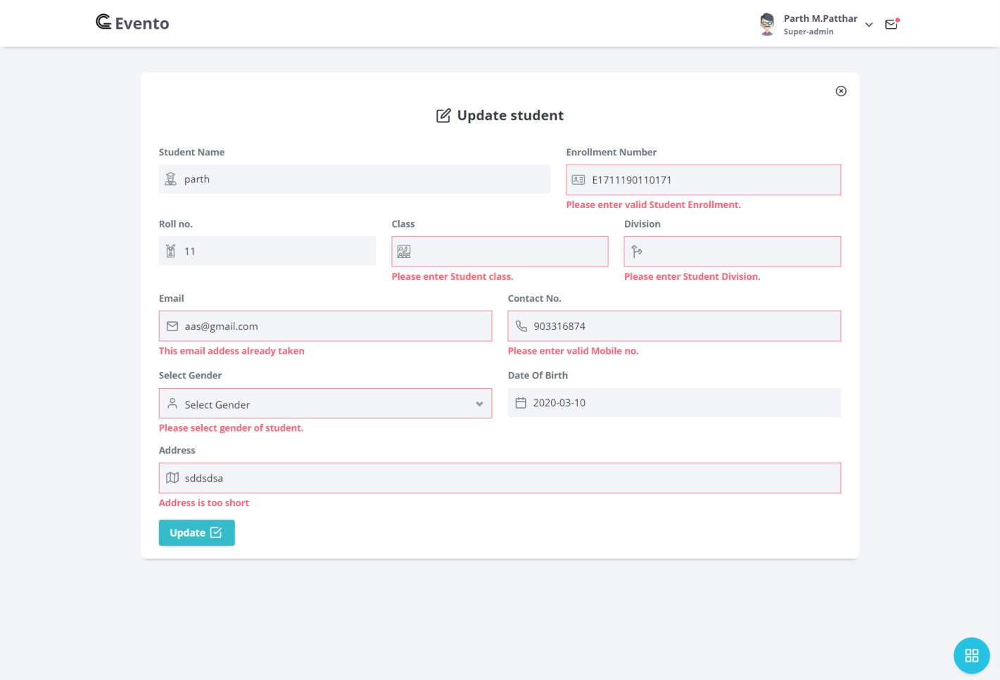 Evento
Parth M.Patthar
Super-admin
Update student
Student Name
Enrollment Number
parth
E1711190110171
Please enter valid Student Enrollment.
Roll no.
Class
Division
11
Please enter Student class.
Please enter Student Division.
Email
Contact No.
aas@gmail.com
903316874
This email addess already taken
Please enter valid Mobile no.
Select Gender
Date Of Birth
Select Gender
2020-03-10
Please select gender of student.
Address
sddsdsa
Address is too short
Update